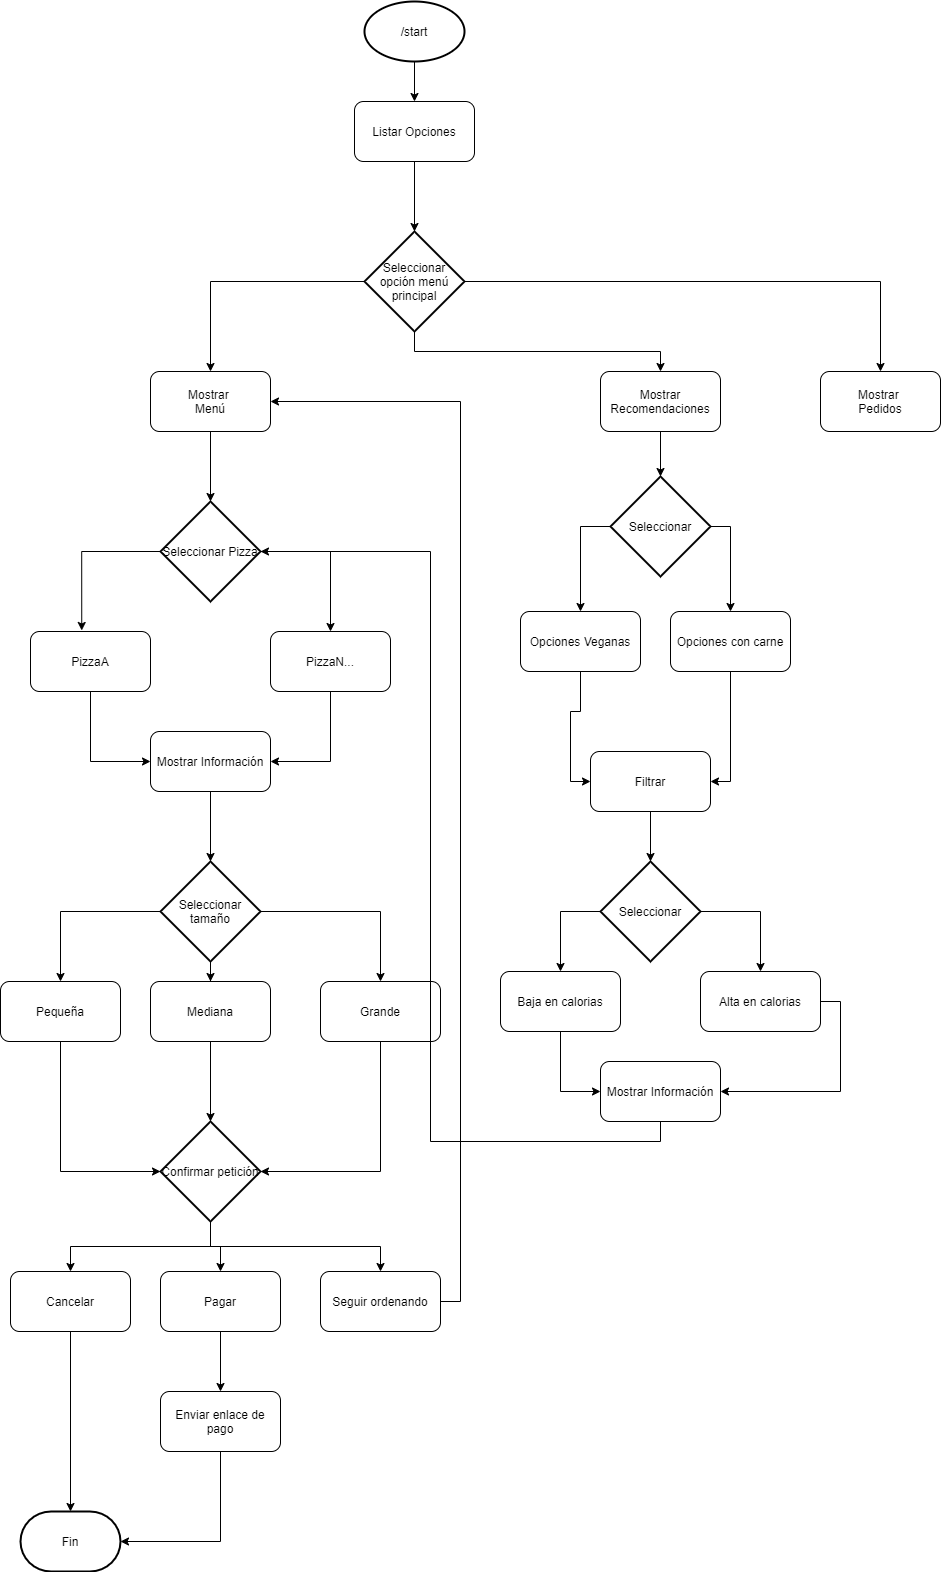 /start
Listar Opciones
Seleccionar
opción menú
principal
Mostrar
Menú
Mostrar
Recomendaciones
Mostrar
Pedidos
Seleccionar
Seleccionar Pizza
Opciones Veganas
Opciones con carne
PizzaA
PizzaN...
Mostrar Información
Filtrar
Seleccionar
tamaño
Seleccionar
Pequeña
Mediana
Grande
Baja en calorias
Alta en calorias
Mostrar Información
Confirmar petición
Cancelar
Pagar
Seguir ordenando
Enviar enlace de
pago
Fin